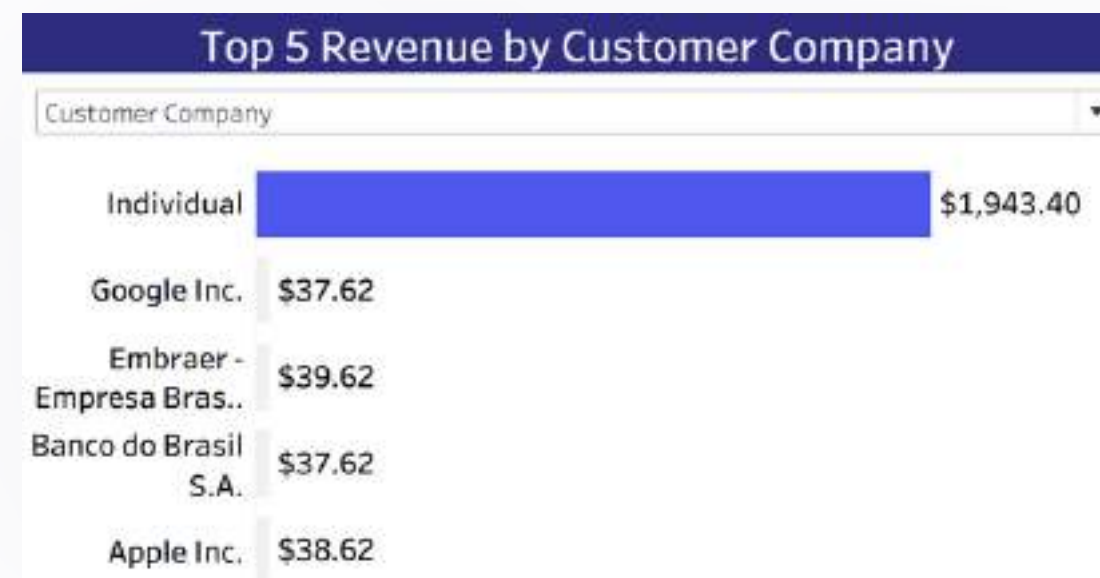 Top 5 Revenue by Customer Company
Customer Company
Individual
$1,943.40
Google Inc.
$37.62
Embraer -
Empresa Bras..
$39.62
Banco do Brasil
S.A.
$37.62
Apple Inc.
$38.62